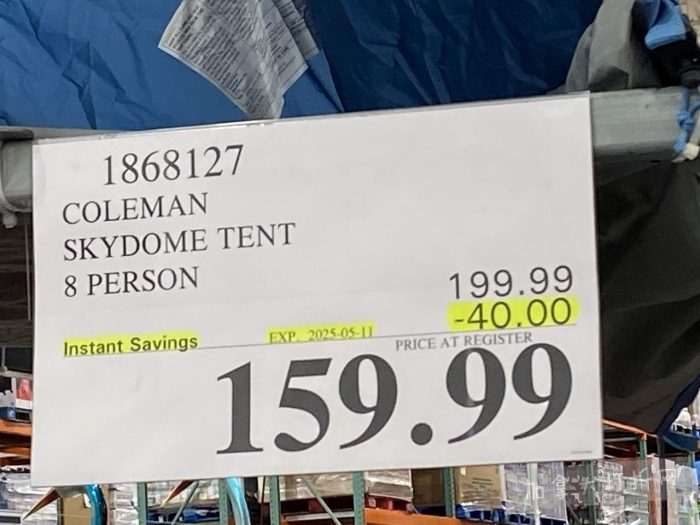 1868127
COLEMAN
SKYDOME TENT
8 PERSON
199.99
-40.00
Instant Savings EXP. 2025-05-11
PRICE AT REGISTER
159.99